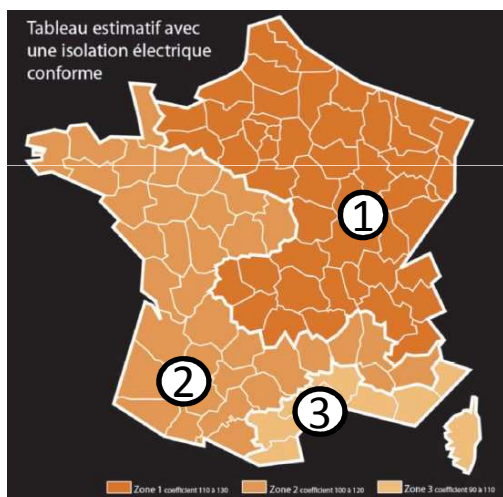 Tableau estimatif avec
une isolation électrique
conforme
1
2
3
Zone 1 coefficient 110 à 130
Zone 2 coefficient 100 à 120
Zone 3 coefficient 90 à 110